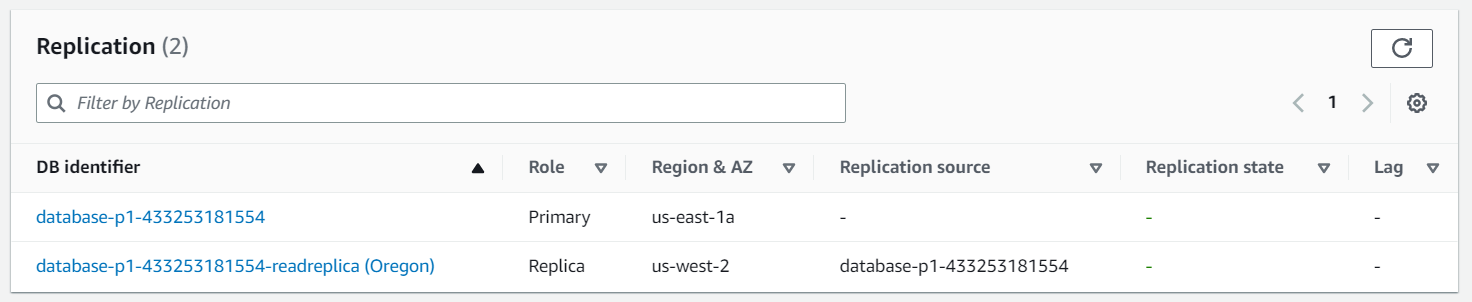 Replication (2)
Filter by Replication
1
DB identifier Role Region & AZ Replication source Replication state Lag
database-p1-433253181554 Primary us-east-1a - - -
database-p1-433253181554-readreplica (Oregon) Replica us-west-2 database-p1-433253181554 - -